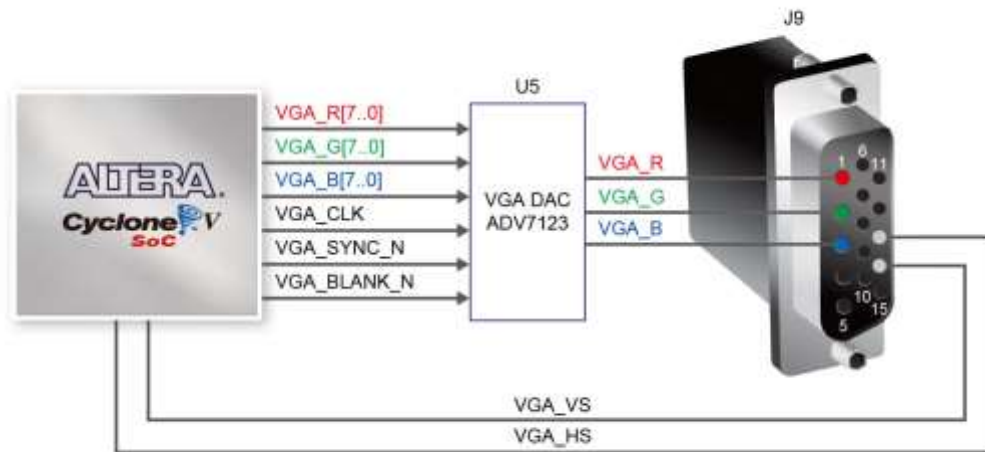 J9
U5
VGA_R[7..0]
VGA_G[7..0]
VGA_B[7..0]
VGA_CLK
VGA_SYNC_N
VGA_BLANK_N
ALTERA.
Cyclone V
SoC
VGA DAC
ADV7123
VGA_R
VGA_G
VGA_B
1
6
11
5
10
15
VGA_VS
VGA_HS